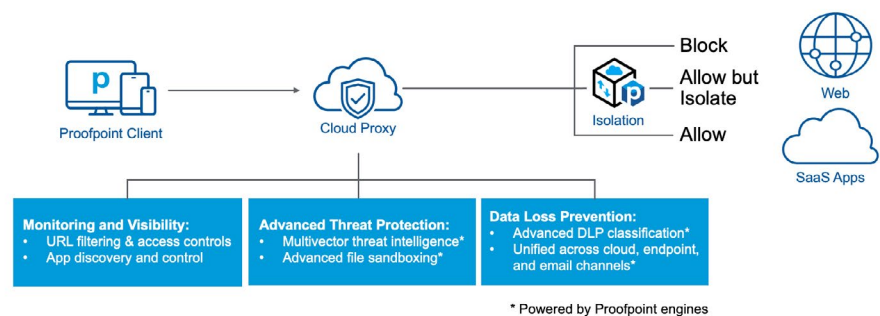 Block
p
Allow but
Isolate
Web
Proofpoint Client
Cloud Proxy
p
Isolation
Allow
SaaS Apps
Monitoring and Visibility:
• URL filtering & access controls
• App discovery and control
Advanced Threat Protection:
• Multivector threat intelligence*
• Advanced file sandboxing*
Data Loss Prevention:
• Advanced DLP classification*
• Unified across cloud, endpoint,
and email channels*
* Powered by Proofpoint engines